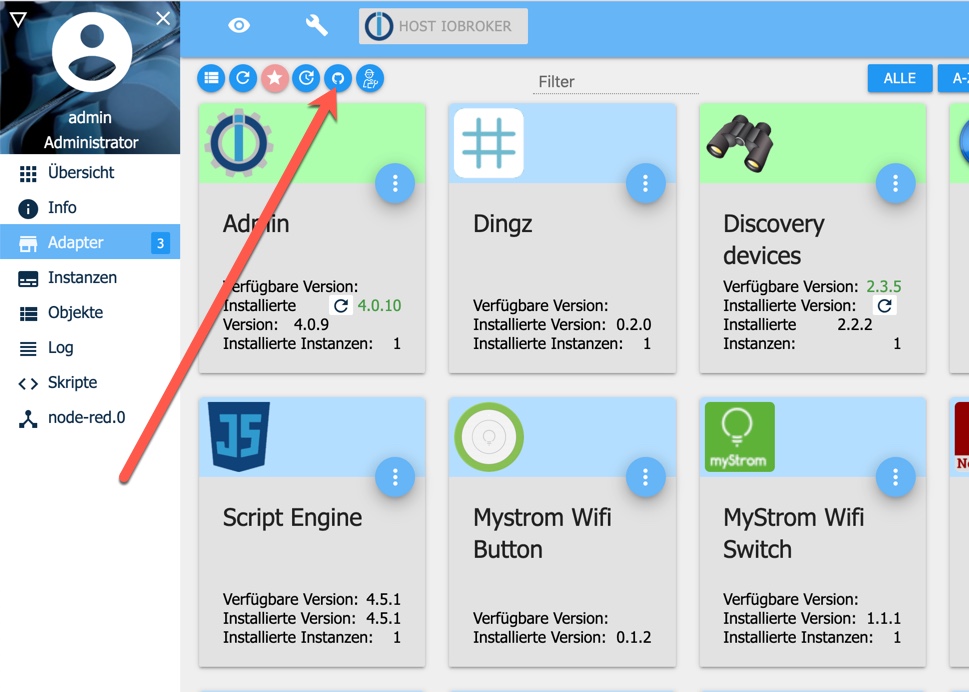 HOST IOBROKER
admin
Administrator
Übersicht
Info
Adapter 3
Instanzen
Objekte
Log
Skripte
node-red.0
Filter
ALLE
A-
Admin
Verfügbare Version:
Installierte 4.0.10
Version: 4.0.9
Installierte Instanzen: 1
Dingz
Verfügbare Version:
Installierte Version: 0.2.0
Installierte Instanzen: 1
Discovery
devices
Verfügbare Version: 2.3.5
Installierte Version:
Installierte 2.2.2
Instanzen:
1
JS
Script Engine
Verfügbare Version: 4.5.1
Installierte Version: 4.5.1
Installierte Instanzen: 1
Mystrom Wifi
Button
Verfügbare Version:
Installierte Version: 0.1.2
myStrom
MyStrom Wifi
Switch
Verfügbare Version:
Installierte Version: 1.1.1
Installierte Instanzen: 1